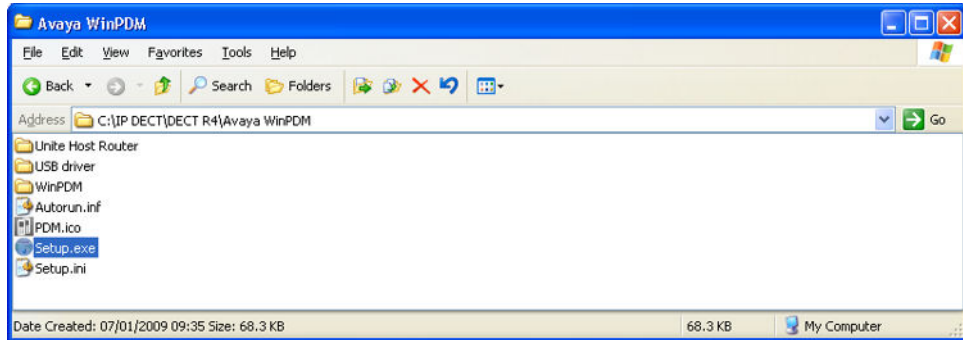 Avaya WinPDM
File Edit View Favorites Tools Help
Back Search Folders
Address C:\IP DECT\DECT R4\Avaya WinPDM Go
Unite Host Router
USB driver
WinPDM
Autorun.inf
PDM.ico
Setup.exe
Setup.ini
Date Created: 07/01/2009 09:35 Size: 68.3 KB 68.3 KB My Computer